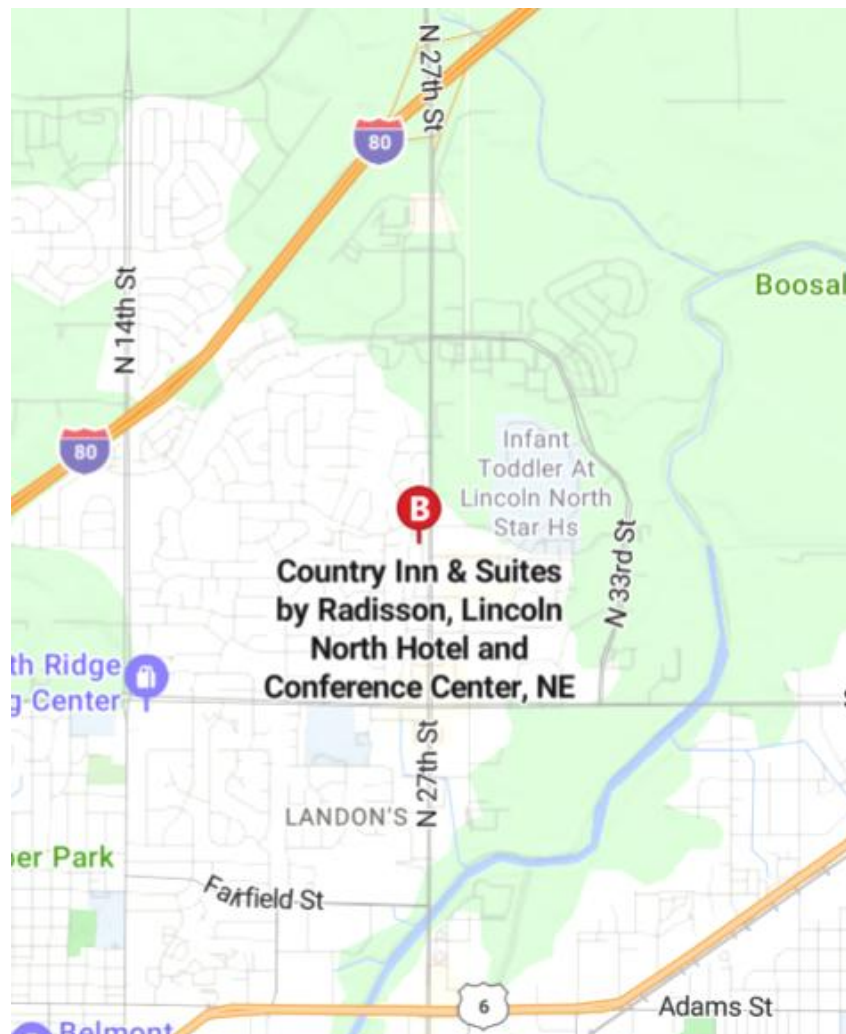 N 27th St
80
N 14th St
Boosal
80
Infant
Toddler At
Lincoln North
Star Hs
B
N 33rd St
Country Inn & Suites
by Radisson, Lincoln
North Hotel and
Conference Center, NE
th Ridge
g Center
N 27th St
LANDON'S
per Park
Fairfield St
6
Adams St
Belmont